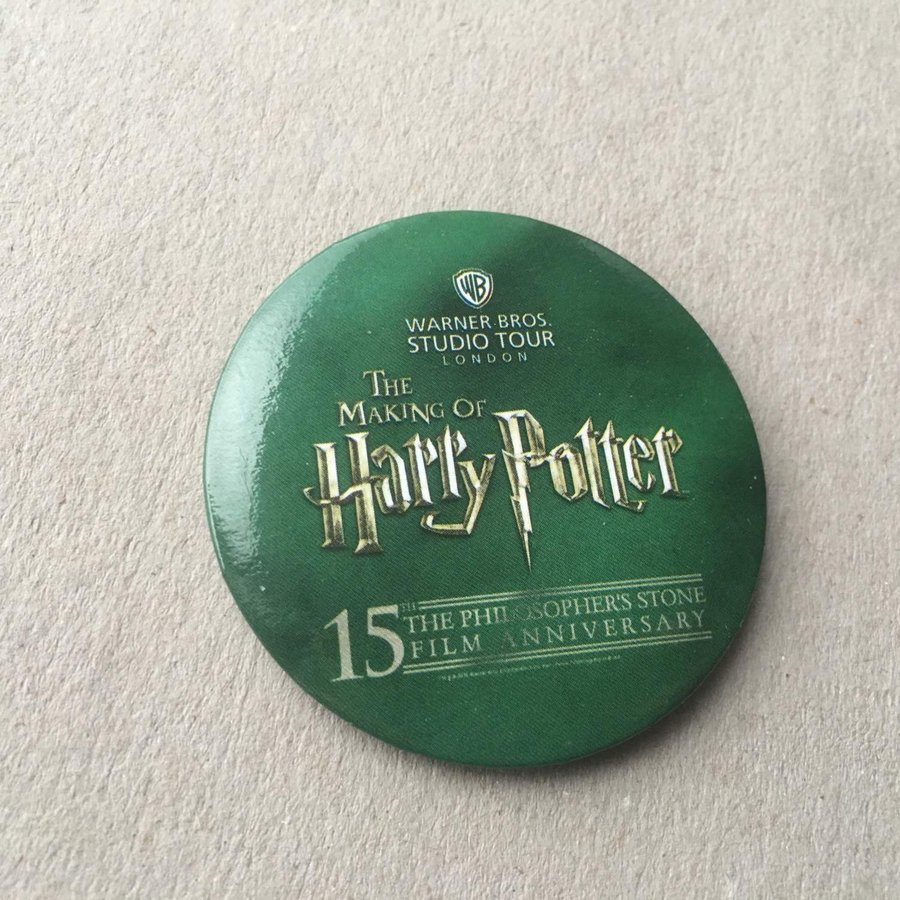 WB
WARNER BROS.
STUDIO TOUR
LONDON
THE
MAKING OF
Harry Potter
15TH THE PHILOSOPHER'S STONE
FILM ANNIVERSARY